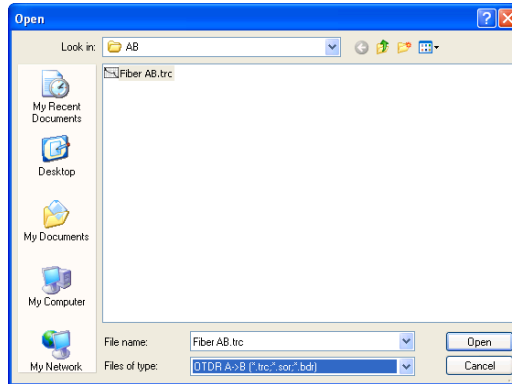 Open
Look in:
AB
Fiber AB.trc
My Recent
Documents
Desktop
My Documents
My Computer
My Network
File name:
Fiber AB.trc
Open
Files of type:
OTDR A->B (*.trc;*.sor;*.bdr)
Cancel